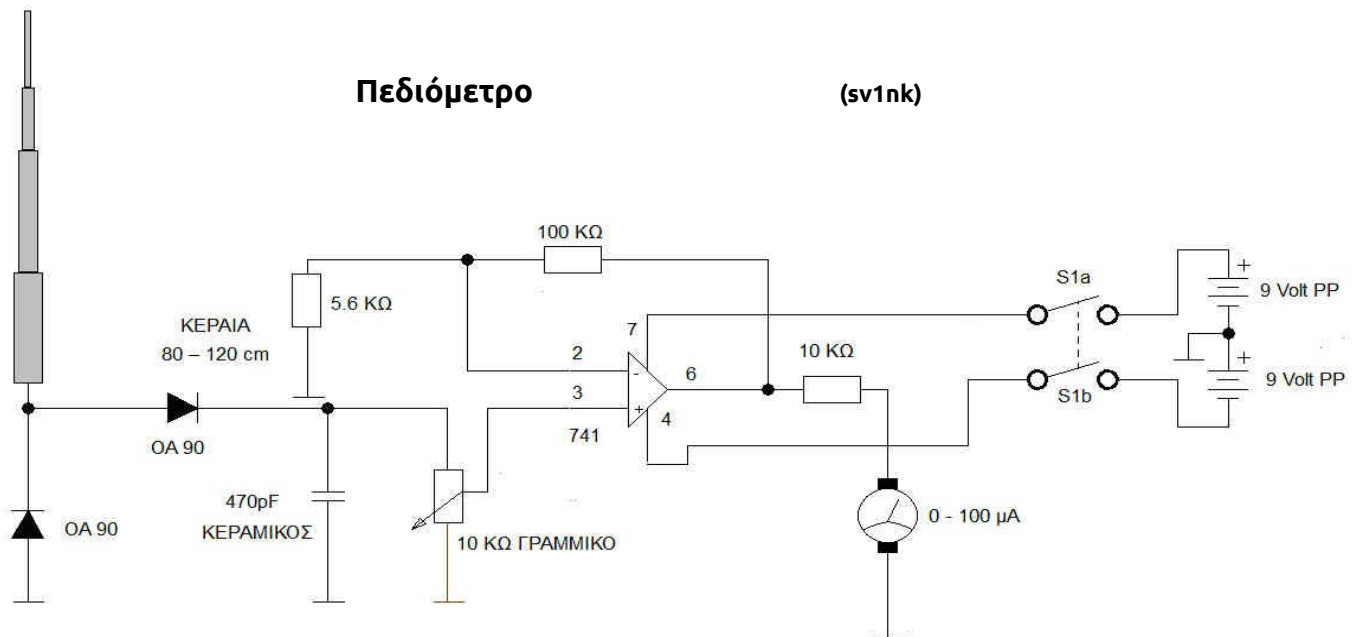 Πεδιόμετρο (sv1nk)
100 ΚΩ
5.6 ΚΩ
ΚΕΡΑΙΑ
80 – 120 cm
S1a
+
9 Volt PP
7
2
-
10 ΚΩ
6
3
+
4
741
S1b
+
9 Volt PP
OA 90
470pF
ΚΕΡΑΜΙΚΟΣ
OA 90
10 ΚΩ ΓΡΑΜΜΙΚΟ
0 - 100 µA